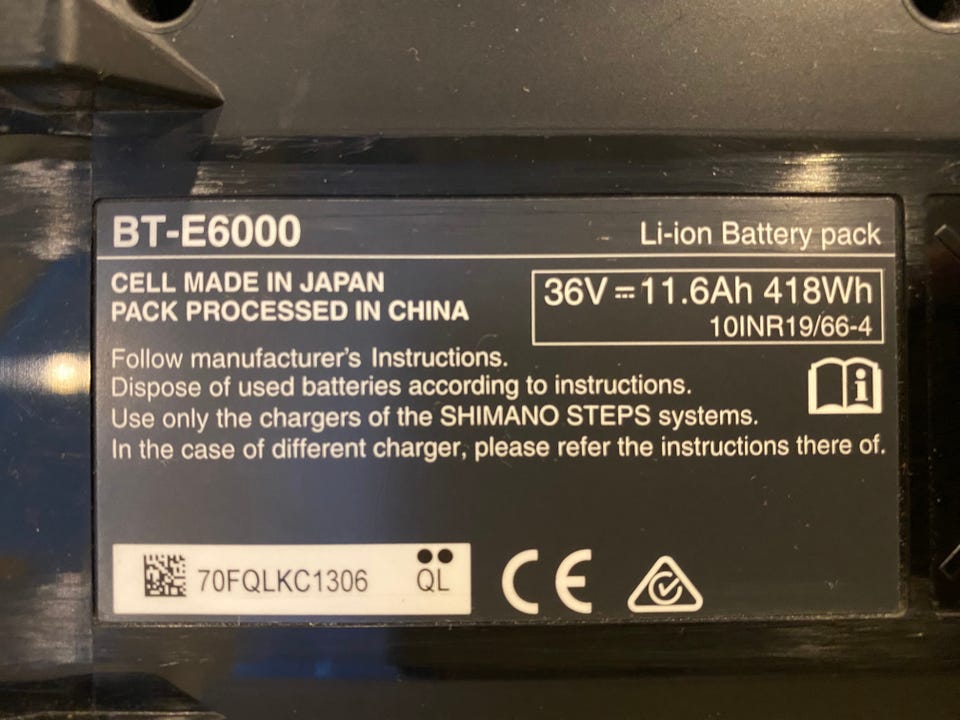 BT-E6000
Li-ion Battery pack
CELL MADE IN JAPAN
PACK PROCESSED IN CHINA
36V⎓11.6Ah 418Wh
10INR19/66-4
Follow manufacturer's Instructions.
Dispose of used batteries according to instructions.
Use only the chargers of the SHIMANO STEPS systems.
In the case of different charger, please refer the instructions there of.
70FQLKC1306
QL
CE